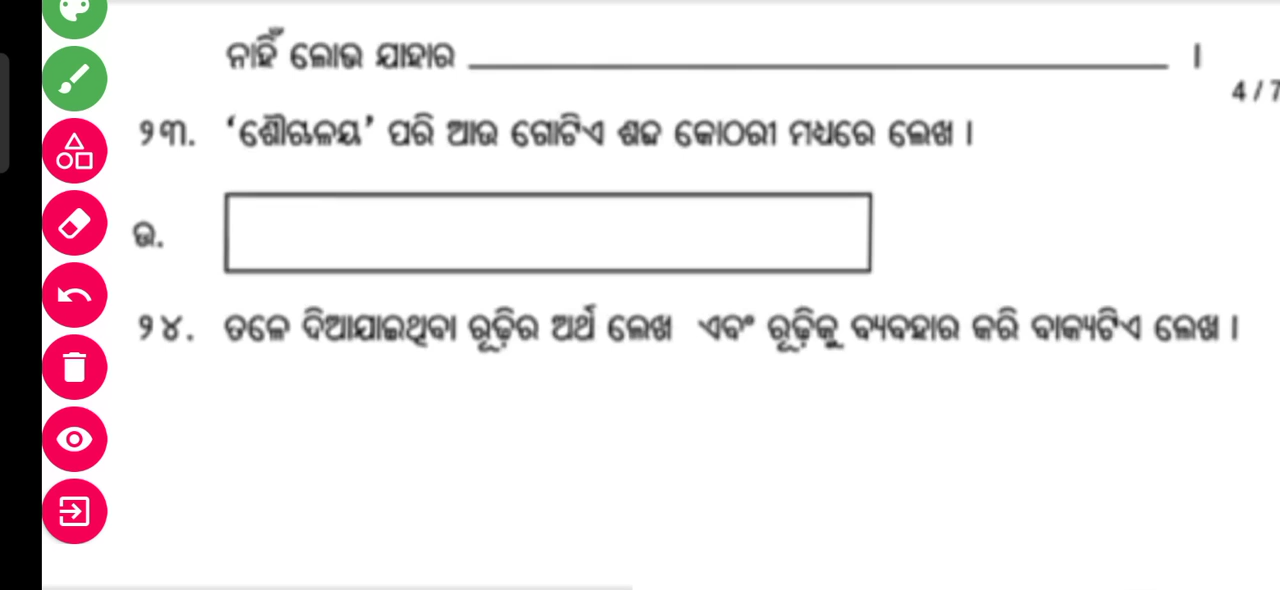 ନାହିଁ ଲୋଭ ଯାହାର ______________________________ ।
4 / 7
୨୩. ‘ଶୌଚ୍ଚଳୟ’ ପରି ଆଉ ଗୋଟିଏ ଶବ୍ଦ କୋଠରୀ ମଧ୍ୟରେ ଲେଖ ।
ଉ.
୨୪. ତଳେ ଦିଆଯାଇଥିବା ରୂଢ଼ିର ଅର୍ଥ ଲେଖ ଏବଂ ରୂଢ଼ିକୁ ବ୍ୟବହାର କରି ବାକ୍ୟଟିଏ ଲେଖ ।